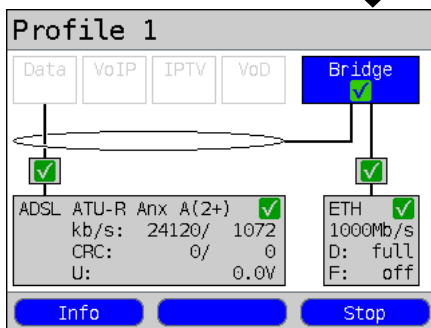 Profile 1
Data VoIP IPTV VoD Bridge
ADSL ATU-R Anx A(2+)
kb/s: 24120/ 1072
CRC: 0/ 0
U: 0.0V
ETH
1000Mb/s
D: full
F: off
Info Stop